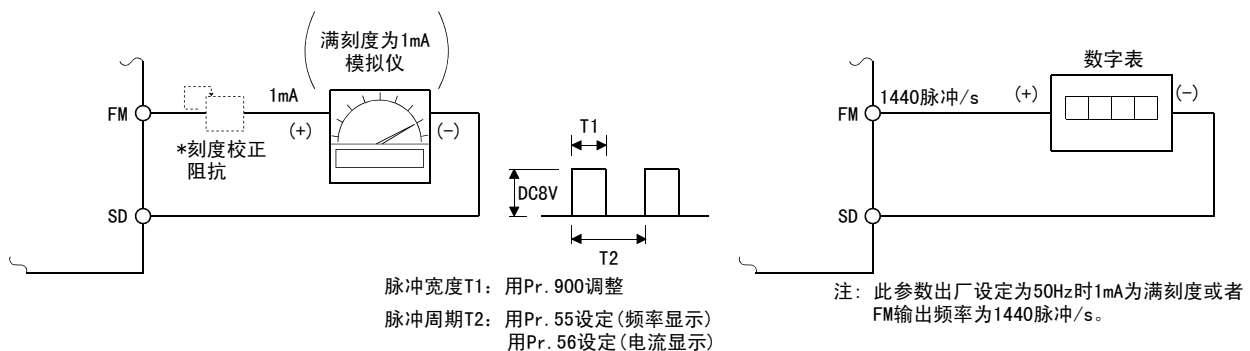 满刻度为1mA
模拟仪
FM
1mA
(+)
(-)
*刻度校正
阻抗
SD
T1
DC8V
T2
脉冲宽度T1: 用Pr.900调整
脉冲周期T2: 用Pr.55设定(频率显示)
用Pr.56设定(电流显示)
数字表
FM
1440脉冲/s
(+)
(-)
SD
注: 此参数出厂设定为50Hz时1mA为满刻度或者
FM输出频率为1440脉冲/s。